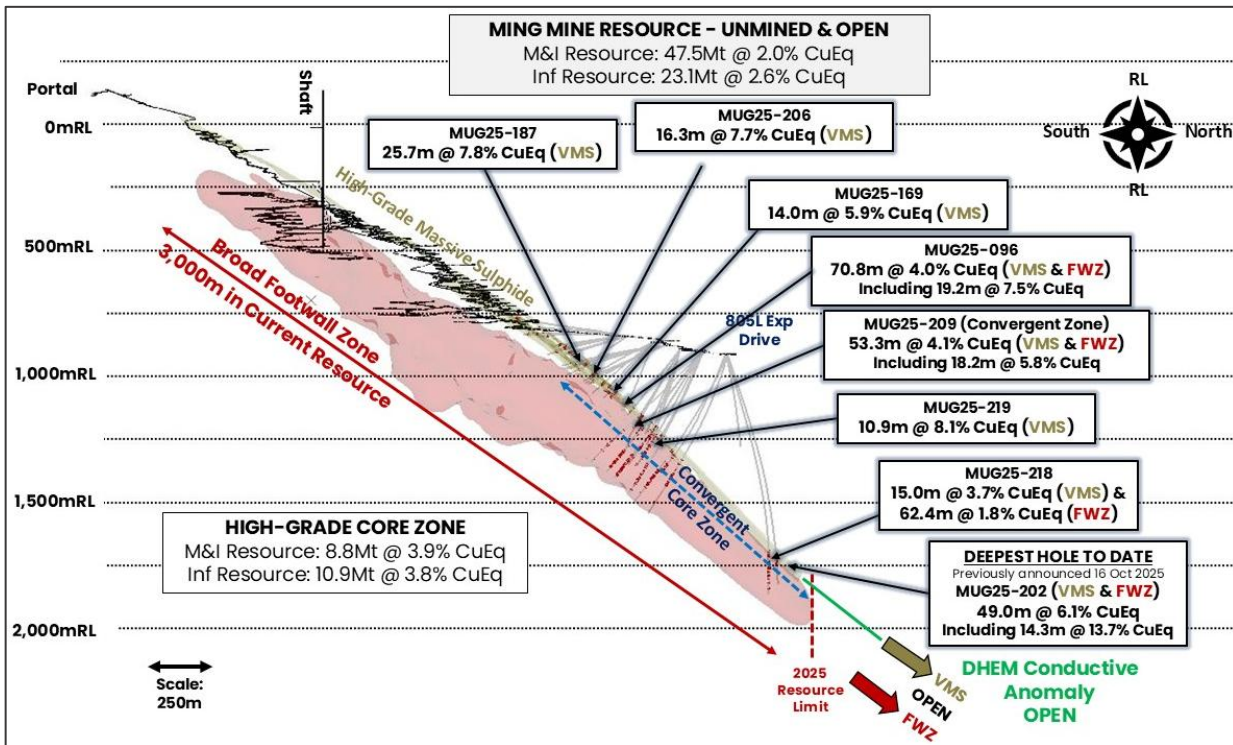 MING MINE RESOURCE - UNMINED & OPEN
M&I Resource: 47.5Mt @ 2.0% CuEq
Inf Resource: 23.1Mt @ 2.6% CuEq
Portal
Shaft
0mRL
500mRL
1,000mRL
1,500mRL
2,000mRL
RL
South
North
RL
MUG25-187
25.7m @ 7.8% CuEq (VMS)
MUG25-206
16.3m @ 7.7% CuEq (VMS)
MUG25-169
14.0m @ 5.9% CuEq (VMS)
MUG25-096
70.8m @ 4.0% CuEq (VMS & FWZ)
Including 19.2m @ 7.5% CuEq
MUG25-209 (Convergent Zone)
53.3m @ 4.1% CuEq (VMS & FWZ)
Including 18.2m @ 5.8% CuEq
MUG25-219
10.9m @ 8.1% CuEq (VMS)
MUG25-218
15.0m @ 3.7% CuEq (VMS) &
62.4m @ 1.8% CuEq (FWZ)
DEEPEST HOLE TO DATE
Previously announced 16 Oct 2025
MUG25-202 (VMS & FWZ)
49.0m @ 6.1% CuEq
Including 14.3m @ 13.7% CuEq
High-Grade Massive Sulphide
805L Exp
Drive
Broad Footwall Zone
3,000m in Current Resource
Convergent
Core Zone
HIGH-GRADE CORE ZONE
M&I Resource: 8.8Mt @ 3.9% CuEq
Inf Resource: 10.9Mt @ 3.8% CuEq
Scale:
250m
2025
Resource
Limit
VMS
OPEN
FWZ
DHEM Conductive
Anomaly
OPEN